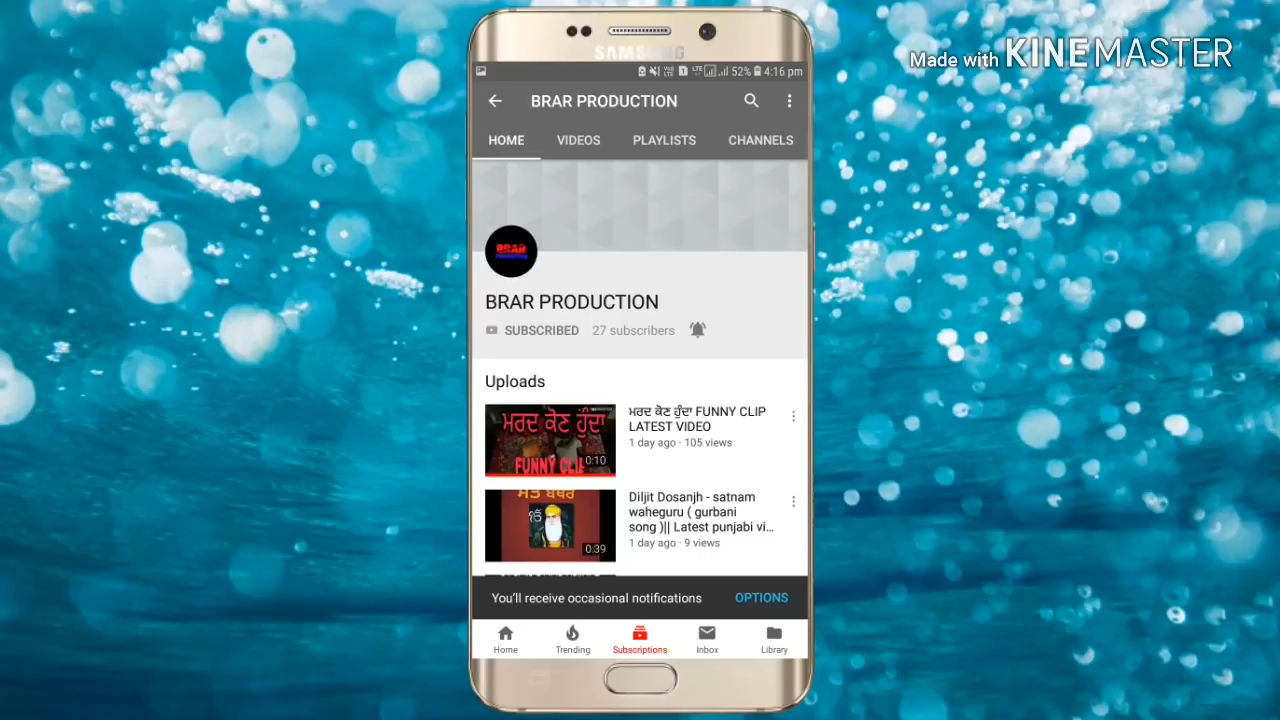 Made with KINEMASTER
SAMSUNG
52% 4:16 pm
BRAR PRODUCTION
HOME VIDEOS PLAYLISTS CHANNELS
BRAR
BRAR PRODUCTION
SUBSCRIBED 27 subscribers
Uploads
ਮਰਦ ਕੋਣ ਹੁੰਦਾ
FUNNY CLI
0:10
ਮਰਦ ਕੋਣ ਹੁੰਦਾ FUNNY CLIP
LATEST VIDEO
1 day ago · 105 views
0:39
Diljit Dosanjh - satnam
waheguru ( gurbani
song )|| Latest punjabi vi...
1 day ago · 9 views
You'll receive occasional notifications OPTIONS
Home Trending Subscriptions Inbox Library